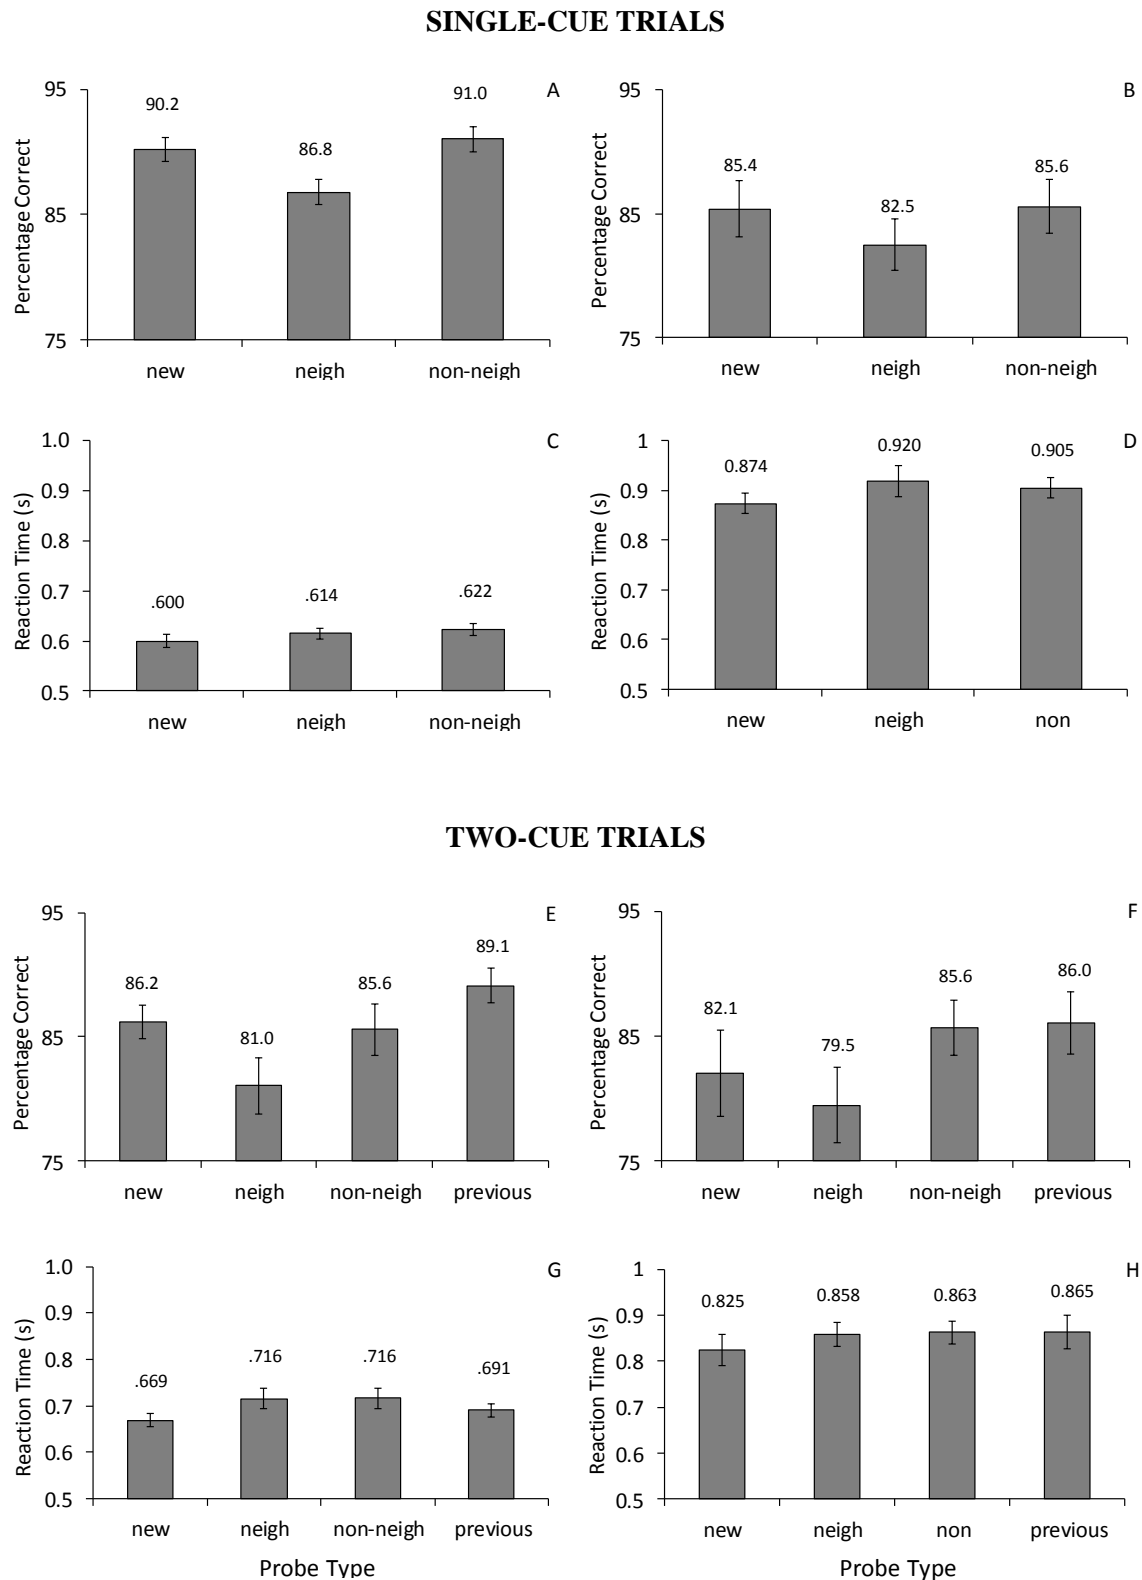 SINGLE-CUE TRIALS
A
Percentage Correct
95
85
75
90.2
86.8
91.0
new neigh non-neigh
B
Percentage Correct
95
85
75
85.4
82.5
85.6
new neigh non-neigh
C
Reaction Time (s)
1.0
0.9
0.8
0.7
0.6
0.5
.600
.614
.622
new neigh non-neigh
D
Reaction Time (s)
1
0.9
0.8
0.7
0.6
0.5
0.874
0.920
0.905
new neigh non
TWO-CUE TRIALS
E
Percentage Correct
95
85
75
86.2
81.0
85.6
89.1
new neigh non-neigh previous
F
Percentage Correct
95
85
75
82.1
79.5
85.6
86.0
new neigh non-neigh previous
G
Reaction Time (s)
1.0
0.9
0.8
0.7
0.6
0.5
.669
.716
.716
.691
new neigh non-neigh previous
Probe Type
H
Reaction Time (s)
1
0.9
0.8
0.7
0.6
0.5
0.825
0.858
0.863
0.865
new neigh non previous
Probe Type